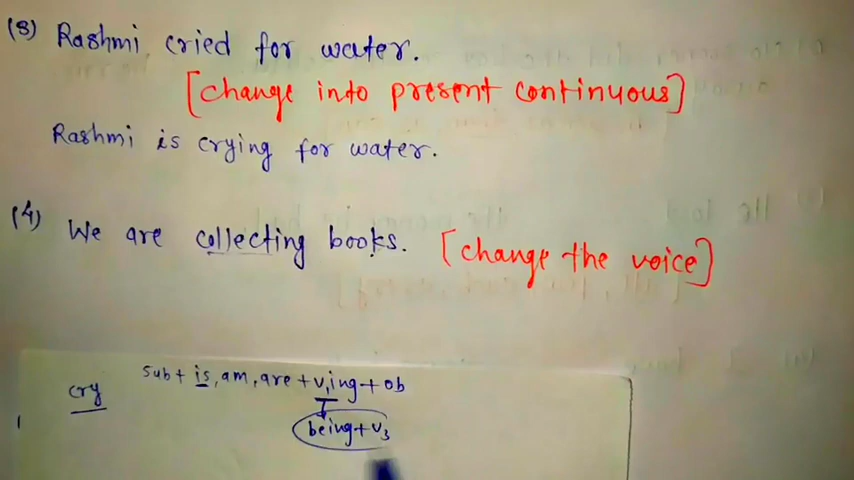 (3) Rashmi cried for water.
[change into present continuous]
Rashmi is crying for water.
(4) We are collecting books. [change the voice]
cry sub+ is, am, are + v,ing + ob
being+v3